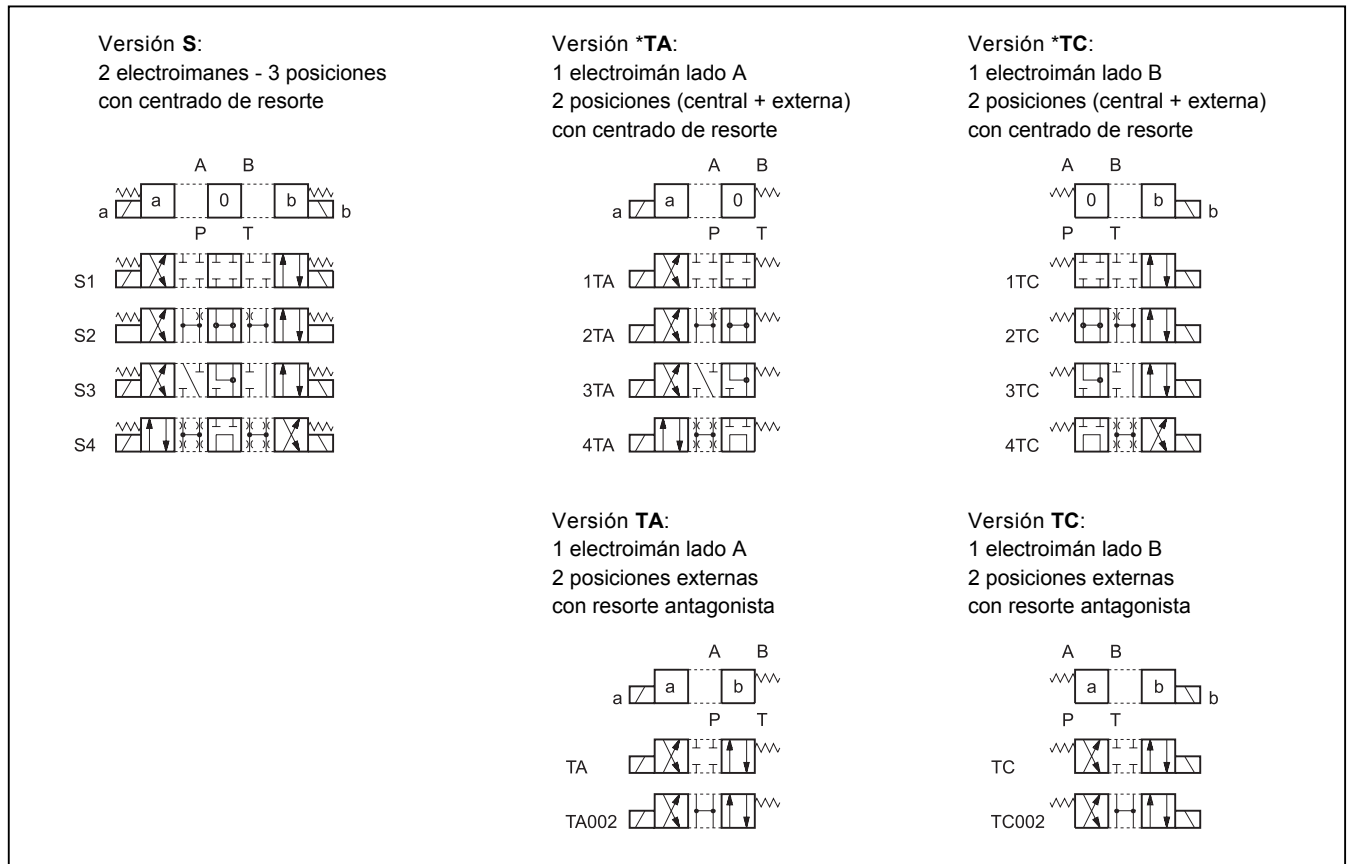 Versión S:
2 electroimanes - 3 posiciones
con centrado de resorte
A B
a a 0 b b
P T
S1
S2
S3
S4
Versión *TA:
1 electroimán lado A
2 posiciones (central + externa)
con centrado de resorte
A B
a a 0
P T
1TA
2TA
3TA
4TA
Versión *TC:
1 electroimán lado B
2 posiciones (central + externa)
con centrado de resorte
A B
0 b b
P T
1TC
2TC
3TC
4TC
Versión TA:
1 electroimán lado A
2 posiciones externas
con resorte antagonista
A B
a a b
P T
TA
TA002
Versión TC:
1 electroimán lado B
2 posiciones externas
con resorte antagonista
A B
a b b
P T
TC
TC002